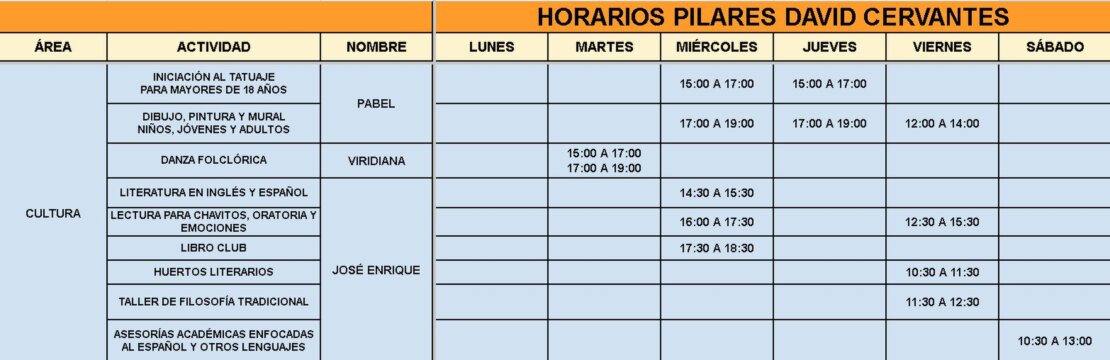 HORARIOS PILARES DAVID CERVANTES
ÁREA ACTIVIDAD NOMBRE LUNES MARTES MIÉRCOLES JUEVES VIERNES SÁBADO
CULTURA
INICIACIÓN AL TATUAJE
PARA MAYORES DE 18 AÑOS
PABEL
15:00 A 17:00 15:00 A 17:00
DIBUJO, PINTURA Y MURAL
NIÑOS, JÓVENES Y ADULTOS
17:00 A 19:00 17:00 A 19:00 12:00 A 14:00
DANZA FOLCLÓRICA VIRIDIANA
15:00 A 17:00
17:00 A 19:00
LITERATURA EN INGLÉS Y ESPAÑOL
JOSÉ ENRIQUE
14:30 A 15:30
LECTURA PARA CHAVITOS, ORATORIA Y
EMOCIONES
16:00 A 17:30 12:30 A 15:30
LIBRO CLUB 17:30 A 18:30
HUERTOS LITERARIOS 10:30 A 11:30
TALLER DE FILOSOFÍA TRADICIONAL 11:30 A 12:30
ASESORÍAS ACADÉMICAS ENFOCADAS
AL ESPAÑOL Y OTROS LENGUAJES
10:30 A 13:00